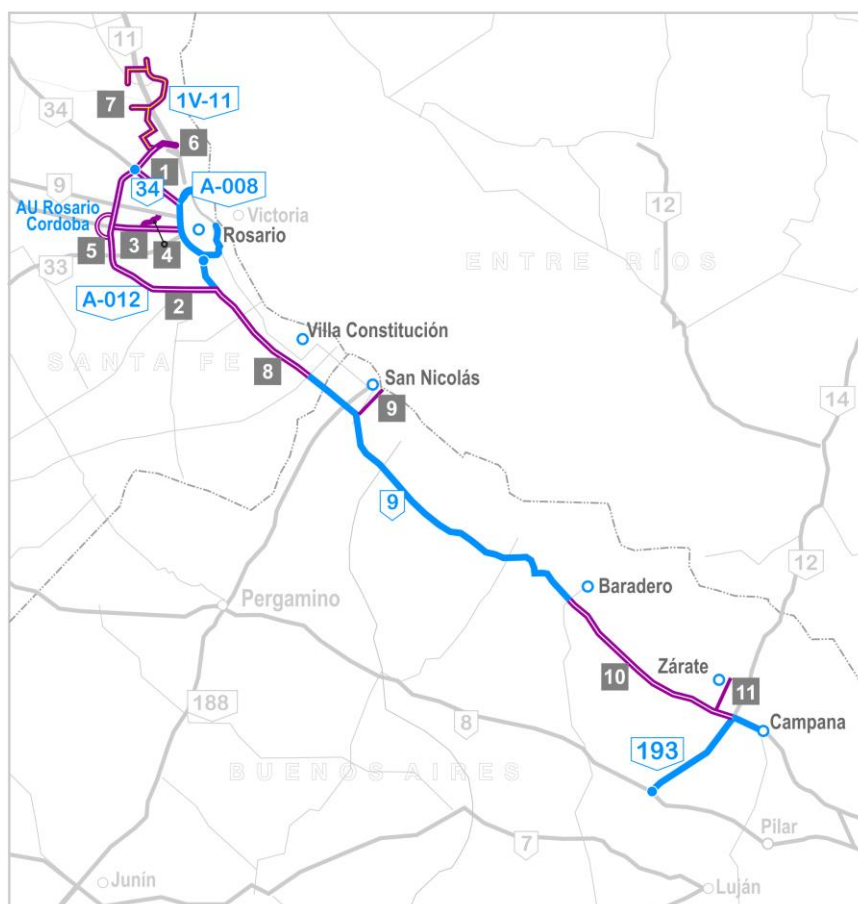 11
7
1V-11
34
6
1
9
34
A-008
AU Rosario
Cordoba
Victoria
Rosario
5
3
4
33
A-012
2
ENTRE RÍOS
12
Villa Constitución
SANTA FE
8
San Nicolás
9
14
9
12
Baradero
Pergamino
10
Zárate
11
188
8
Campana
193
BUENOS AIRES
7
Pilar
Junín
Luján